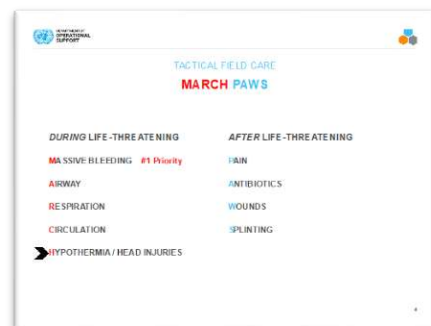 DEPARTMENT OF
OPERATIONAL
SUPPORT
TACTICAL FIELD CARE
MARCH PAWS
DURING LIFE-THREATENING
MASSIVE BLEEDING #1 Priority
AIRWAY
RESPIRATION
CIRCULATION
HYPOTHERMIA / HEAD INJURIES
AFTER LIFE-THREATENING
PAIN
ANTIBIOTICS
WOUNDS
SPLINTING